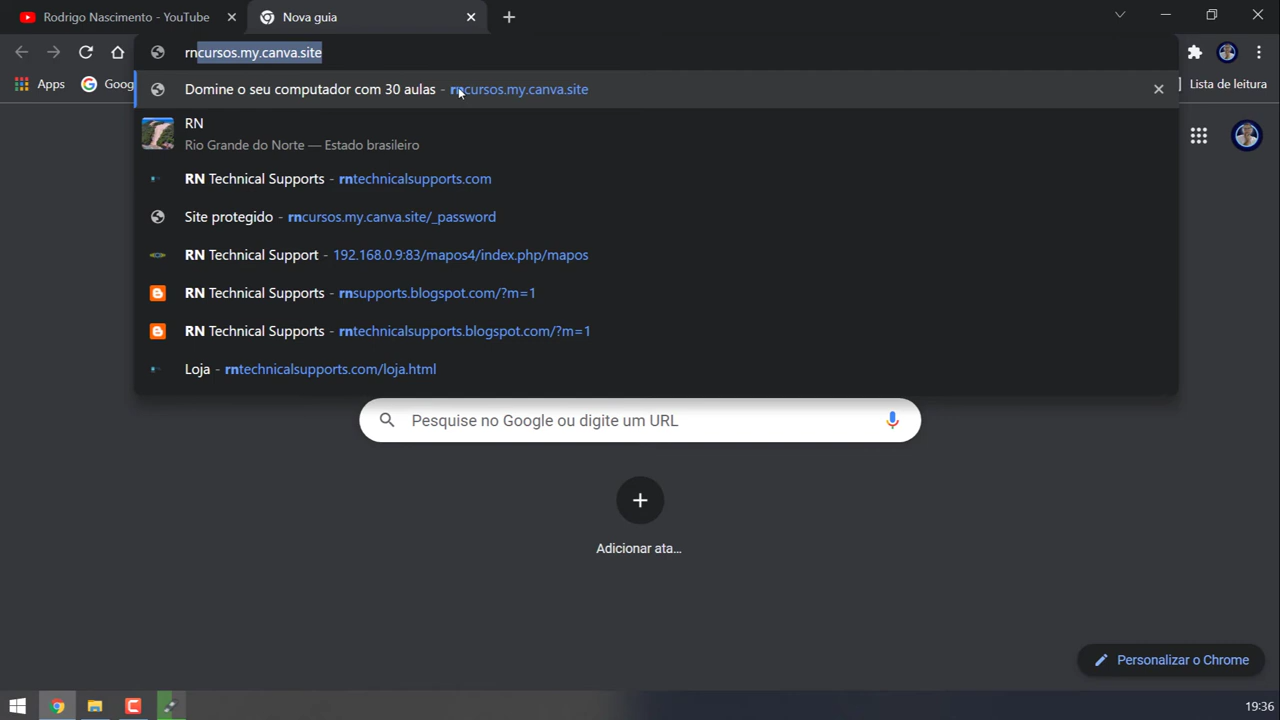 Rodrigo Nascimento - YouTube
Nova guia
rncursos.my.canva.site
Apps
Goog
Lista de leitura
Domine o seu computador com 30 aulas - rncursos.my.canva.site
RN
Rio Grande do Norte — Estado brasileiro
RN Technical Supports - rntechnicalsupports.com
Site protegido - rncursos.my.canva.site/_password
RN Technical Support - 192.168.0.9:83/mapos4/index.php/mapos
RN Technical Supports - rnsupports.blogspot.com/?m=1
RN Technical Supports - rntechnicalsupports.blogspot.com/?m=1
Loja - rntechnicalsupports.com/loja.html
Pesquise no Google ou digite um URL
Adicionar ata...
Personalizar o Chrome
19:36